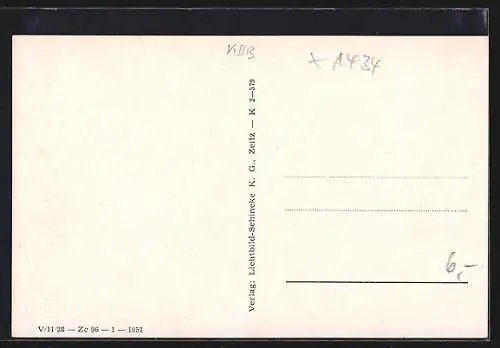 KBB
x 1434
Verlag: Lichtbild-Schincke K. G., Zeitz — K 2—579
6,-
V/11/28 — Zc 96 — 1 — 1051